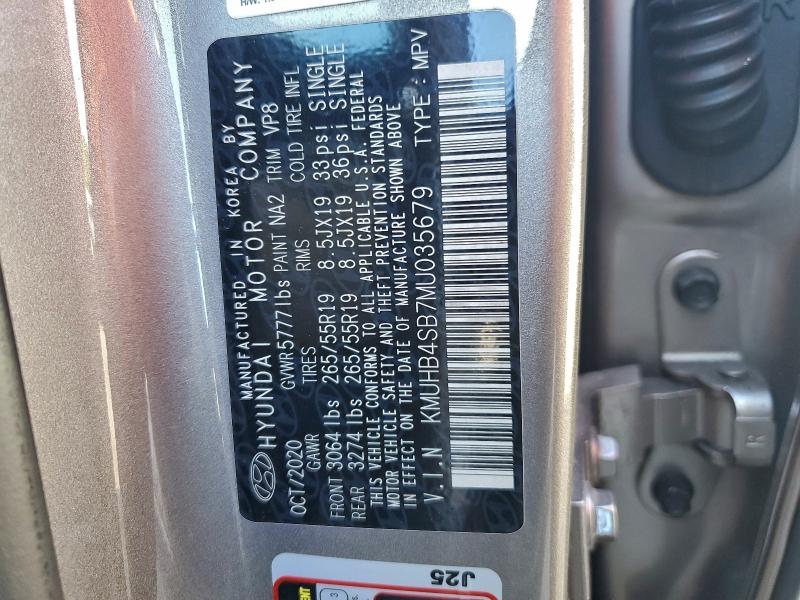 MANUFACTURED IN KOREA BY
HYUNDAI MOTOR COMPANY
OCT/2020 GVWR 5777 lbs PAINT NA2 TRIM VP8
GAWR TIRES RIMS COLD TIRE INFL
FRONT 3064 lbs 265/55R19 8.5JX19 33psi SINGLE
REAR 3274 lbs 265/55R19 8.5JX19 36psi SINGLE
THIS VEHICLE CONFORMS TO ALL APPLICABLE U.S.A. FEDERAL
MOTOR VEHICLE SAFETY AND THEFT PREVENTION STANDARDS
IN EFFECT ON THE DATE OF MANUFACTURE SHOWN ABOVE
V.I.N KMUHB4SB7MU035679 TYPE : MPV
J25
R
R